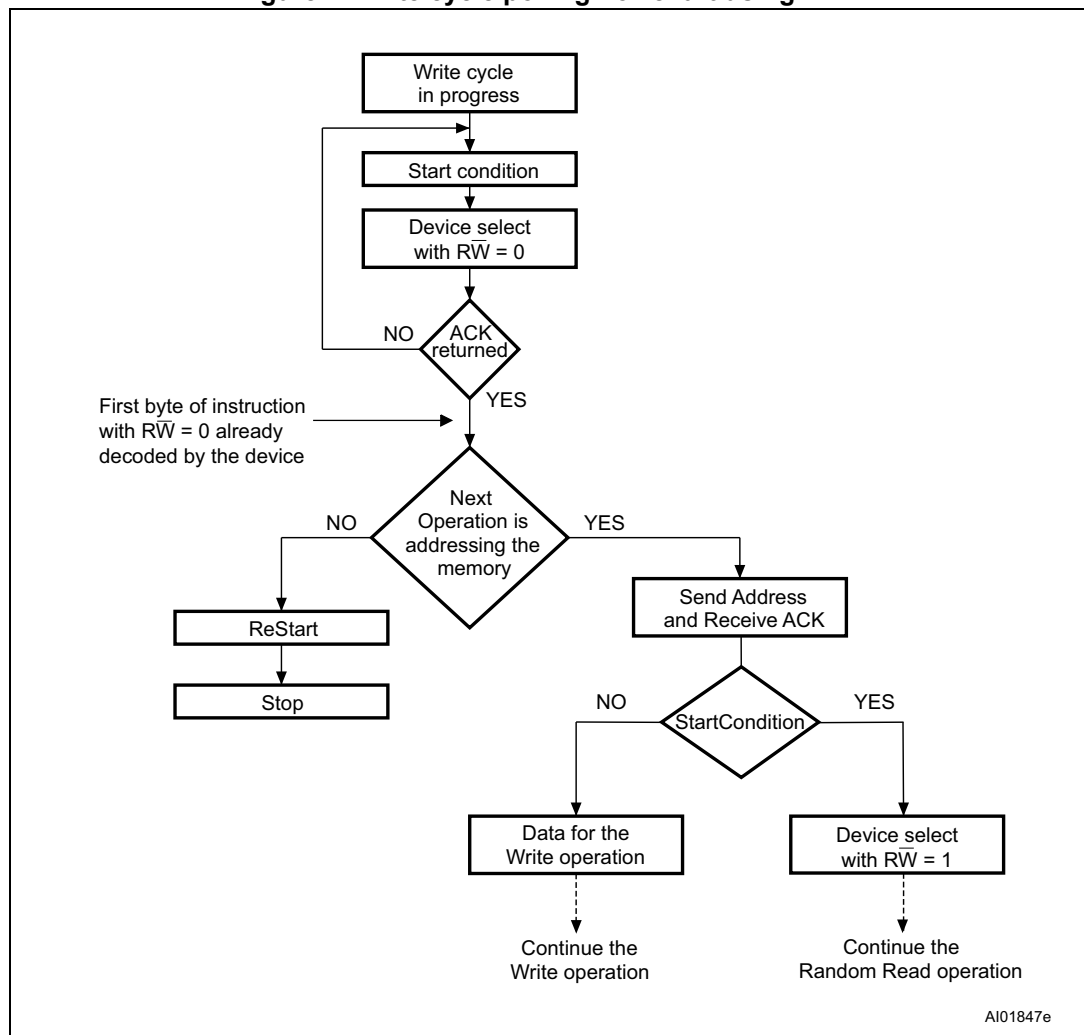 Write cycle
in progress
Start condition
Device select
with RW̅ = 0
NO
ACK
returned
YES
First byte of instruction
with RW̅ = 0 already
decoded by the device
NO
Next
Operation is
addressing the
memory
YES
Send Address
and Receive ACK
ReStart
Stop
NO
StartCondition
YES
Data for the
Write operation
Device select
with RW̅ = 1
Continue the
Write operation
Continue the
Random Read operation
AI01847e